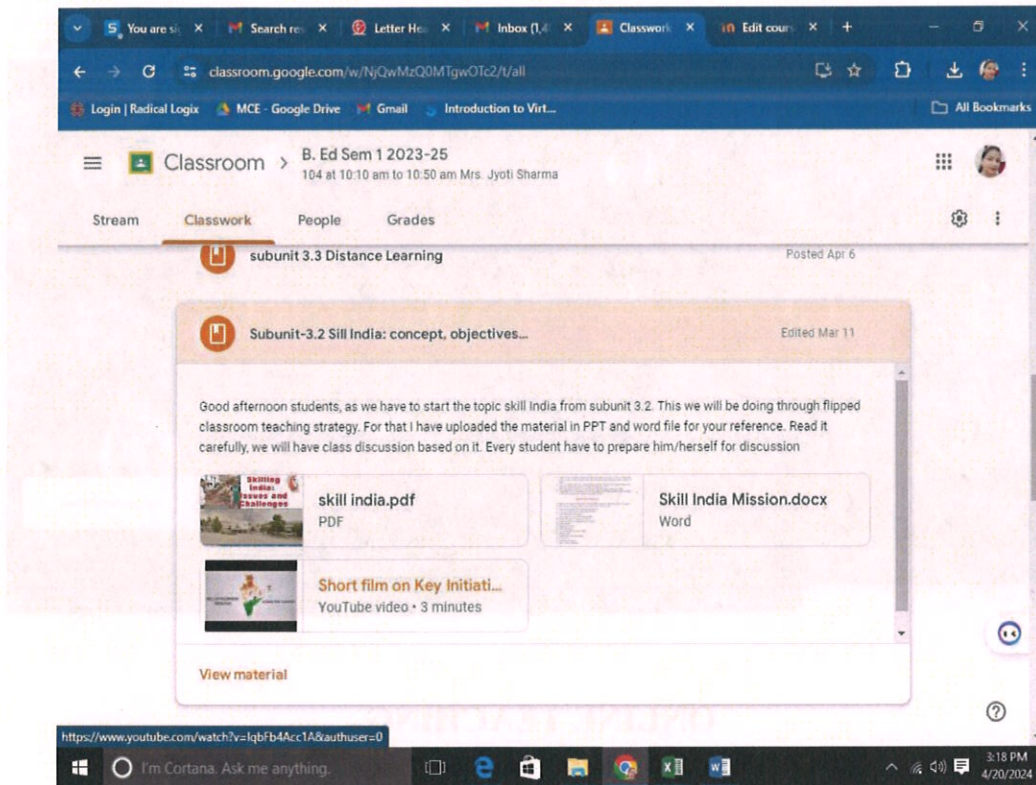 You are si
Search res
Letter Hea
Inbox (1,4
Classwork
Edit cours
classroom.google.com/w/NjQwMzQ0MTgwOTc2/t/all
Login | Radical Logix MCE - Google Drive Gmail Introduction to Virt... All Bookmarks
Classroom > B. Ed Sem 1 2023-25
104 at 10:10 am to 10:50 am Mrs. Jyoti Sharma
Stream Classwork People Grades
subunit 3.3 Distance Learning Posted Apr 6
Subunit-3.2 Sill India: concept, objectives... Edited Mar 11
Good afternoon students, as we have to start the topic skill India from subunit 3.2. This we will be doing through flipped
classroom teaching strategy. For that I have uploaded the material in PPT and word file for your reference. Read it
carefully, we will have class discussion based on it. Every student have to prepare him/herself for discussion
Skilling
India:
Issues and
Challenges
skill india.pdf
PDF
Skill India Mission.docx
Word
Short film on Key Initiati...
YouTube video • 3 minutes
View material
https://www.youtube.com/watch?v=lqbFb4Acc1A&authuser=0
I'm Cortana. Ask me anything.
3:18 PM
4/20/2024